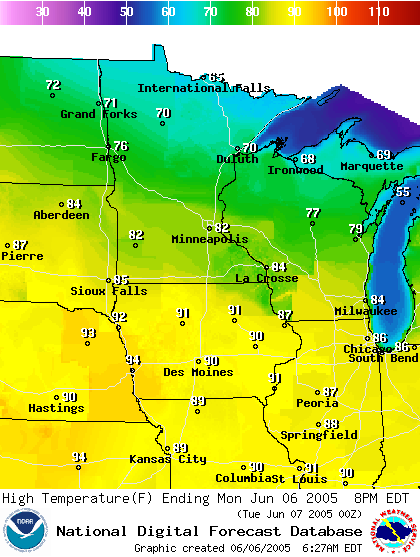 30 40 50 60 70 80 90 100 110
65
72 International Falls
71
Grand Forks 70
76 70 69
Fargo Duluth 68 Marquette
Ironwood
55
84 77
Aberdeen 82 82 79
87 Minneapolis
Pierre
84
95 La Crosse
Sioux Falls
84
92 91 91 87 Milwaukee
93 90 86 86
Chicago
94 90 South Bend
Des Moines
91
90 89 87
Hastings Peoria
88
Springfield
94 Kansas City 90 91 90
Columbia St Louis
High Temperature(F) Ending Mon Jun 06 2005 8PM EDT
(Tue Jun 07 2005 00Z)
National Digital Forecast Database
Graphic created 06/06/2005 6:27AM EDT
NOAA